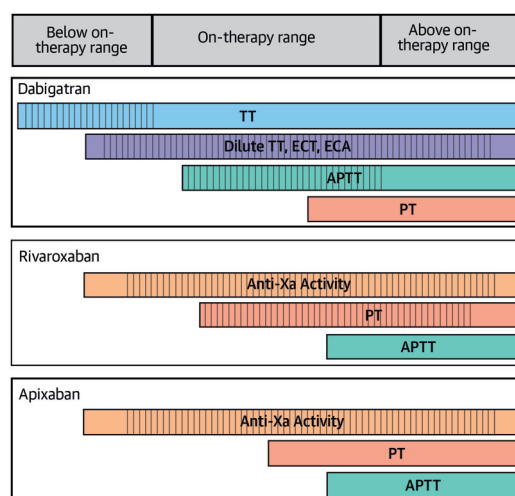 Below on-
therapy range
On-therapy range
Above on-
therapy range
Dabigatran
TT
Dilute TT, ECT, ECA
APTT
PT
Rivaroxaban
Anti-Xa Activity
PT
APTT
Apixaban
Anti-Xa Activity
PT
APTT